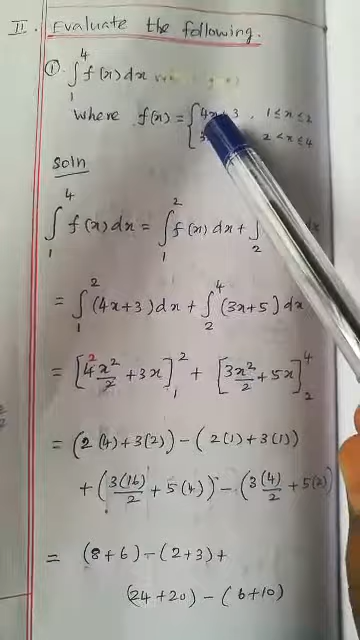 II. Evaluate the following.
① ∫₁⁴ f(x) dx
where f(x) = { 4x+3, 1 ≤ x ≤ 2
2 < x ≤ 4
Soln
∫₁⁴ f(x) dx = ∫₁² f(x) dx + ∫₂ dx
= ∫₁² (4x+3) dx + ∫₂⁴ (3x+5) dx
= [4x²/2 + 3x]₁² + [3x²/2 + 5x]₂⁴
= (2(4) + 3(2)) - (2(1) + 3(1))
+ (3(16)/2 + 5(4)) - (3(4)/2 + 5(2))
= (8+6) - (2+3) +
(24+20) - (6+10)